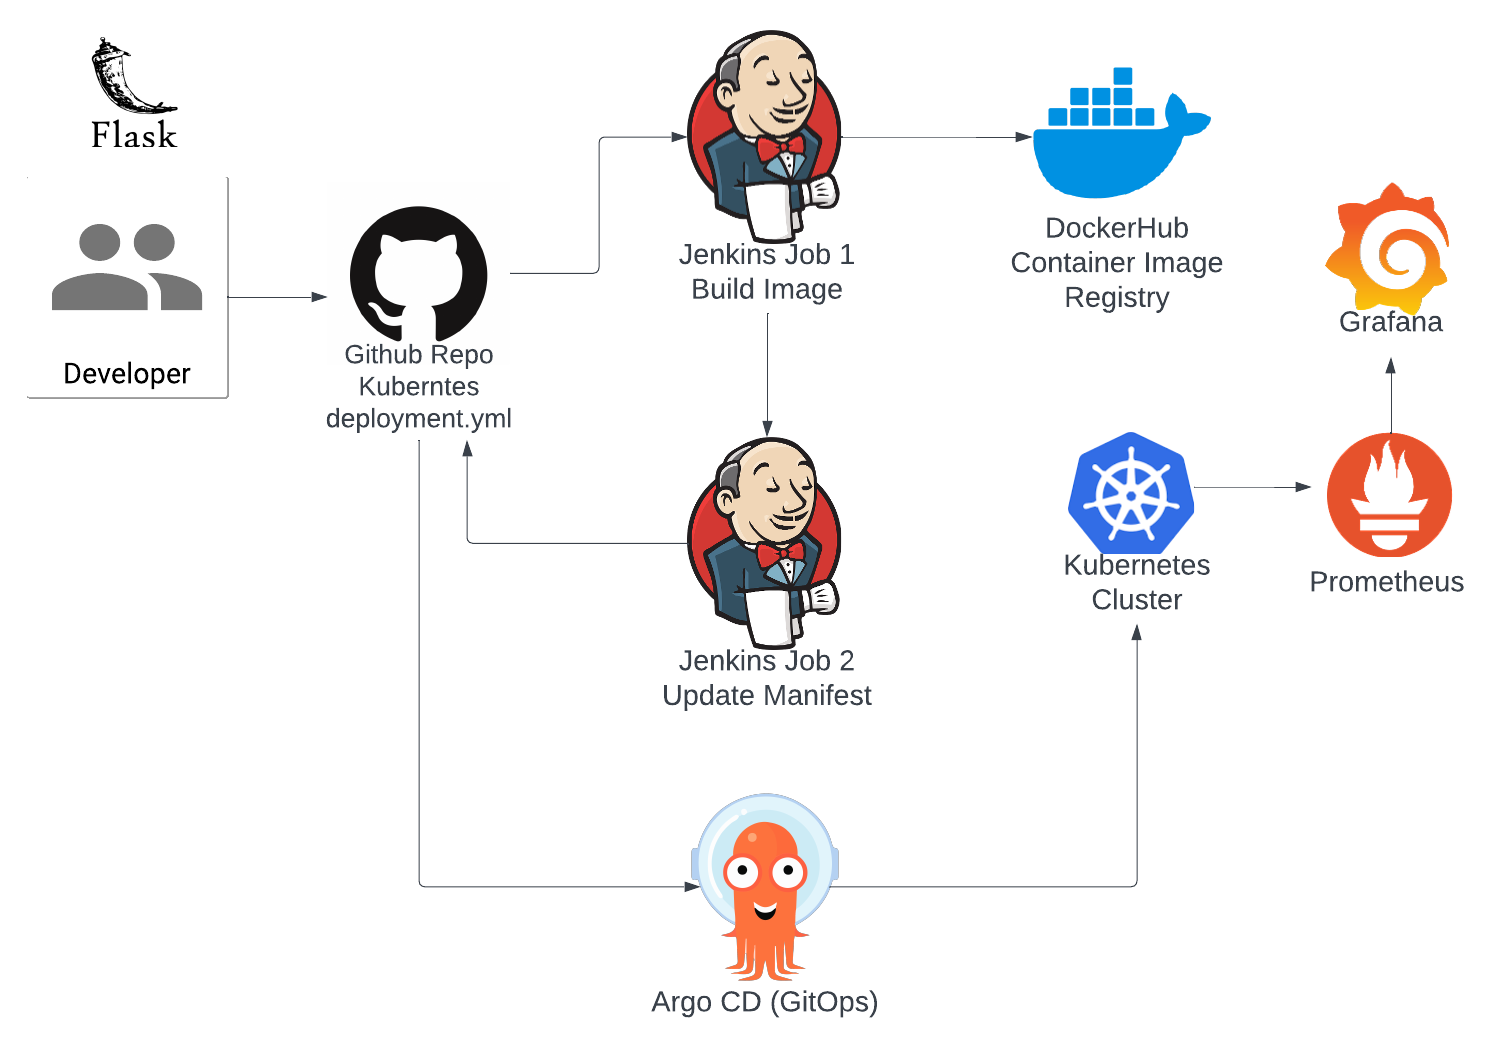 Flask
Developer
Github Repo
Kuberntes
deployment.yml
Jenkins Job 1
Build Image
DockerHub
Container Image
Registry
Grafana
Jenkins Job 2
Update Manifest
Kubernetes
Cluster
Prometheus
Argo CD (GitOps)